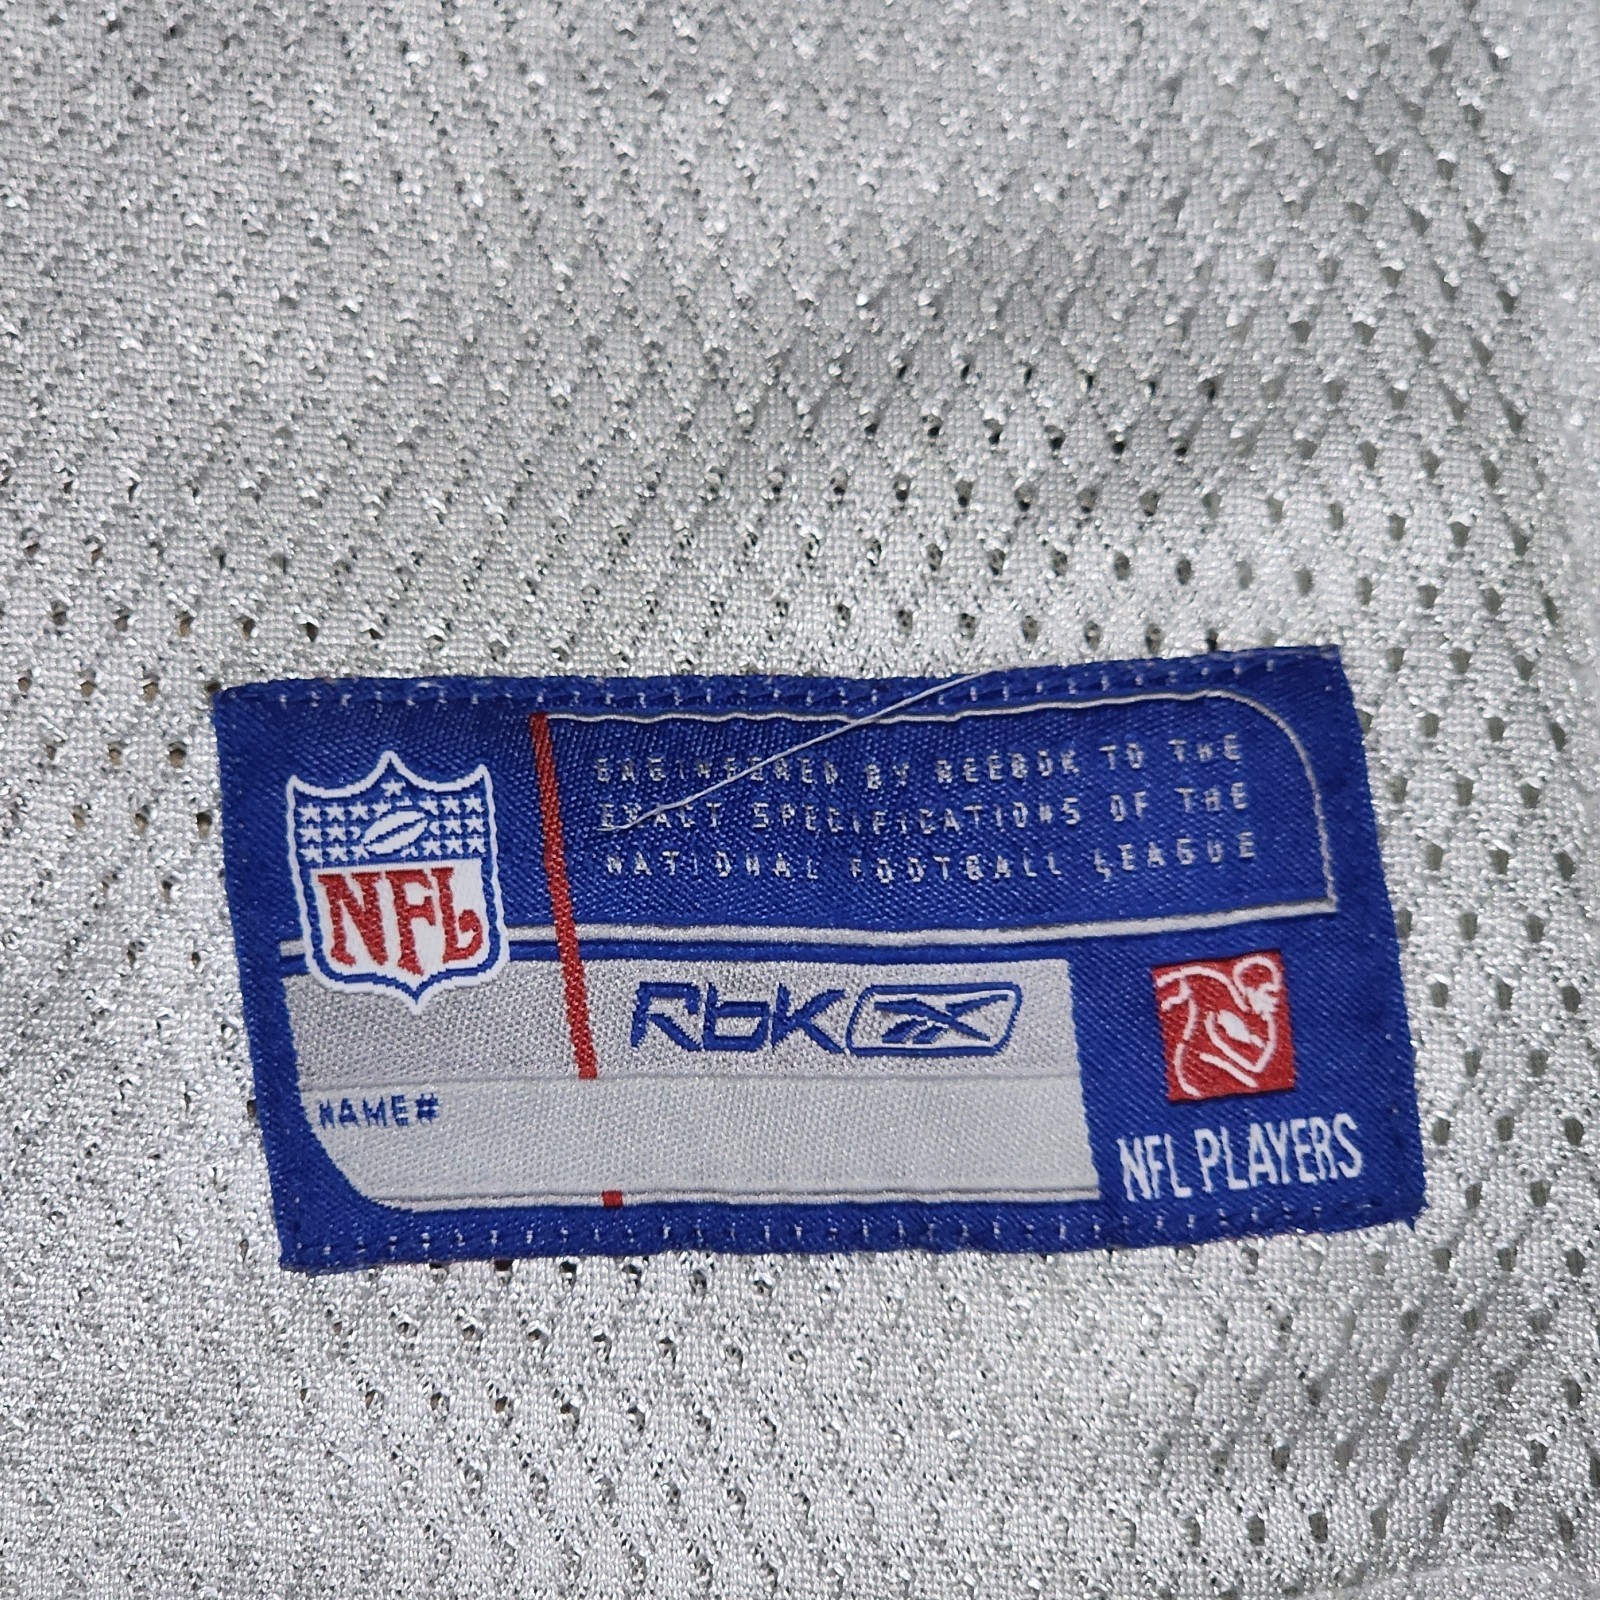 ENGINEERED BY REEBOK TO THE
EXACT SPECIFICATIONS OF THE
NATIONAL FOOTBALL LEAGUE
NFL
Rbk
NAME#
NFL PLAYERS